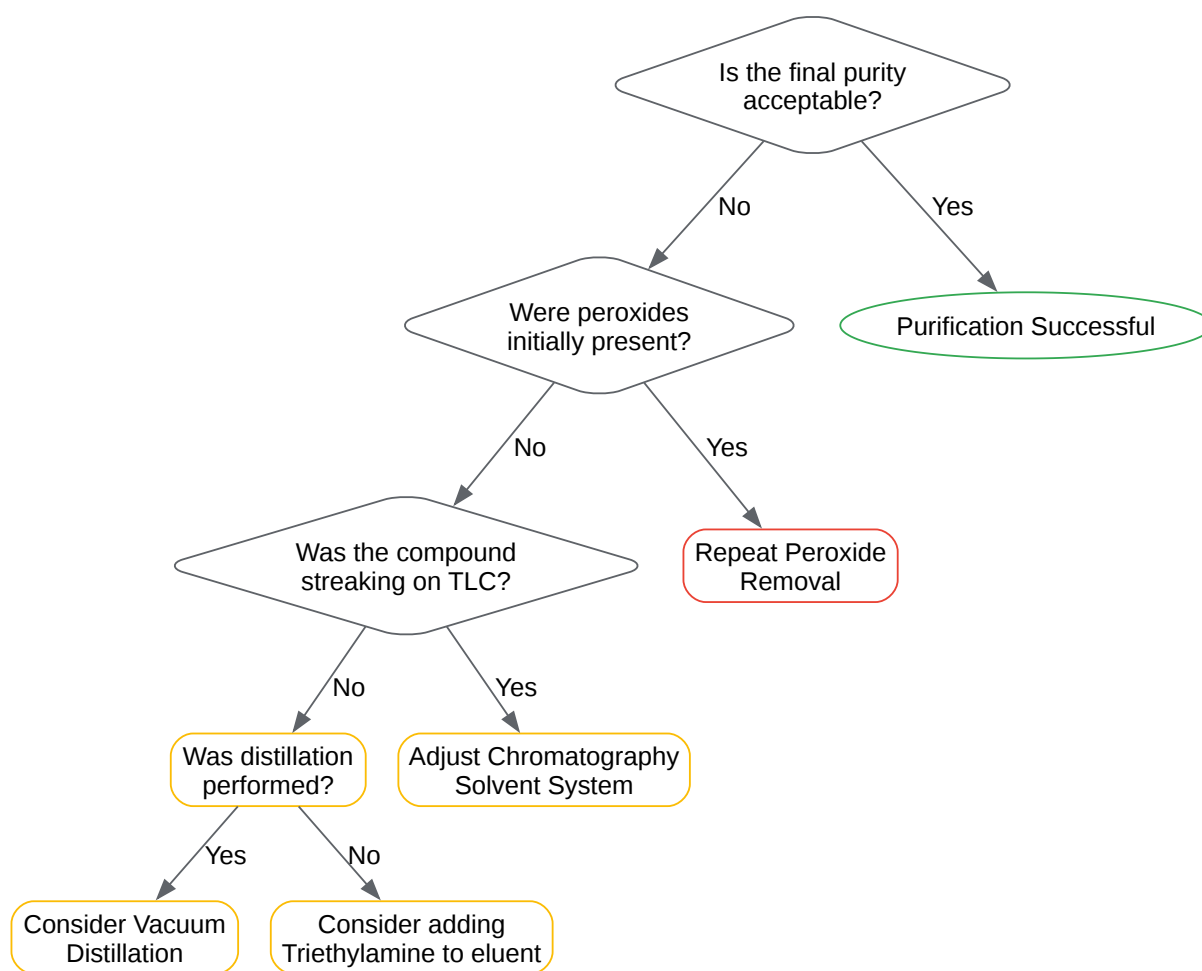 Is the final purity
acceptable?
No
Yes
Were peroxides
initially present?
Purification Successful
No
Yes
Was the compound
streaking on TLC?
Repeat Peroxide
Removal
No
Yes
Was distillation
performed?
Adjust Chromatography
Solvent System
Yes
No
Consider Vacuum
Distillation
Consider adding
Triethylamine to eluent